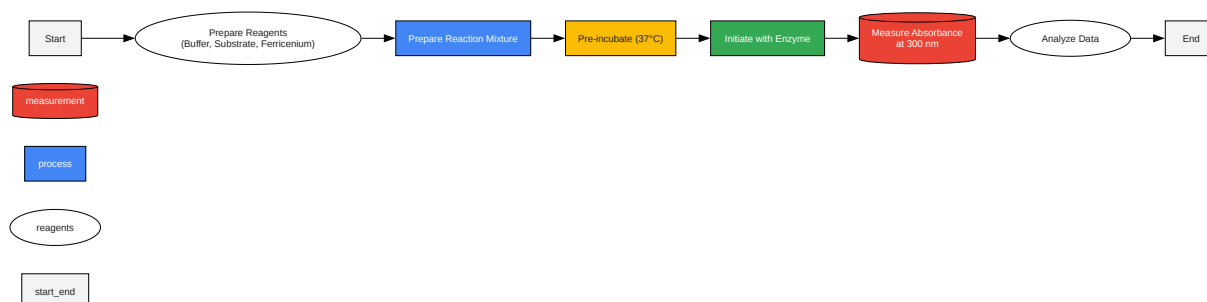 Start
Prepare Reagents
(Buffer, Substrate, Ferricenium)
Prepare Reaction Mixture
Pre-incubate (37°C)
Initiate with Enzyme
Measure Absorbance
at 300 nm
Analyze Data
End
measurement
process
reagents
start_end